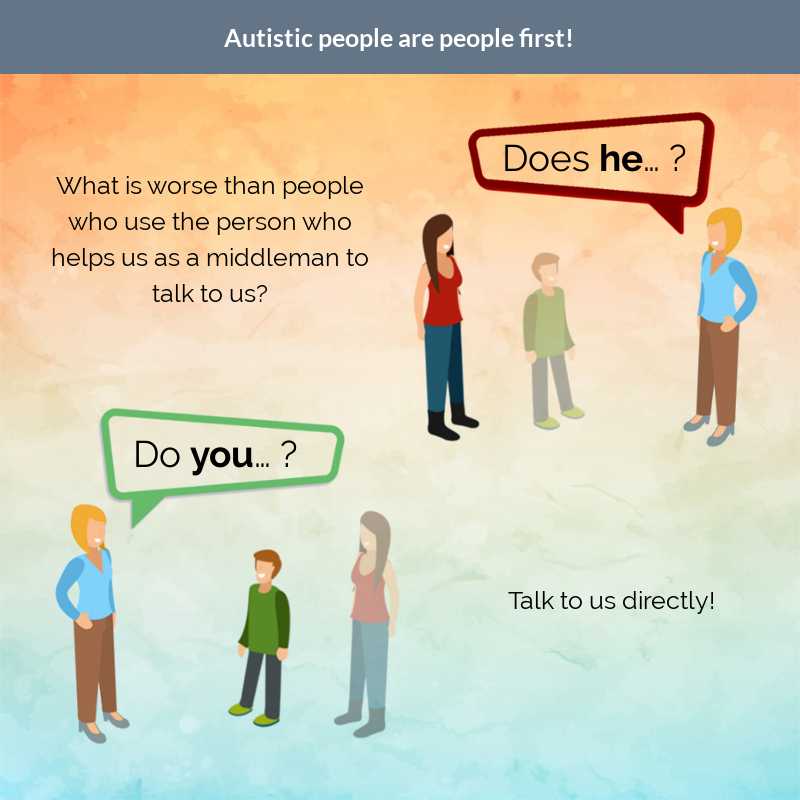 Autistic people are people first!
Does he... ?
What is worse than people
who use the person who
helps us as a middleman to
talk to us?
Do you... ?
Talk to us directly!